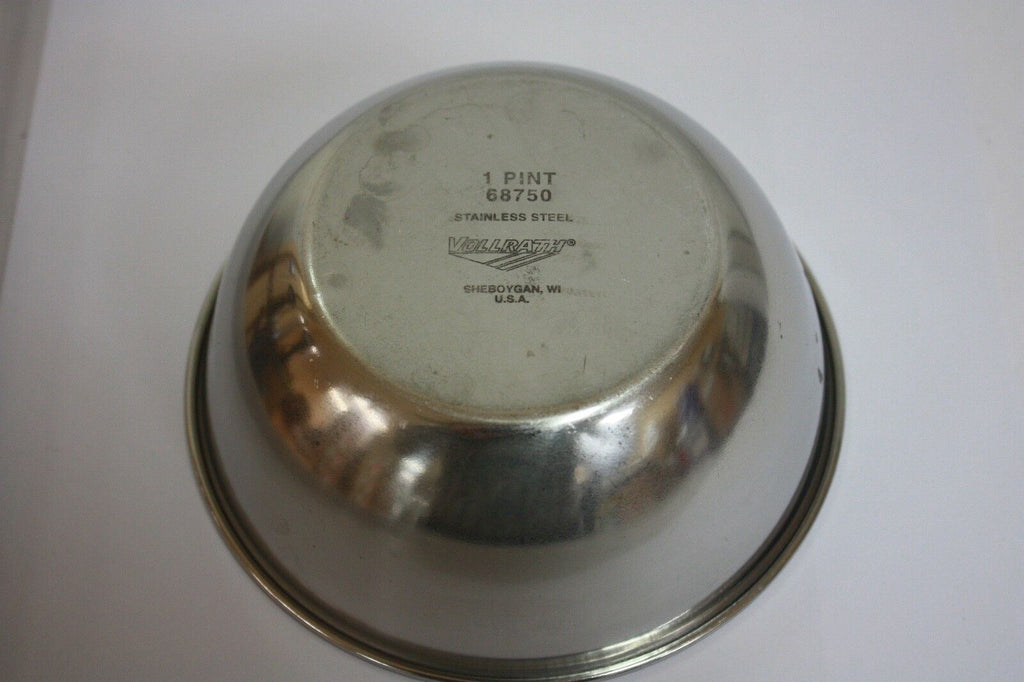 1 PINT
68750
STAINLESS STEEL
VOLLRATH®
SHEBOYGAN, WI
U.S.A.